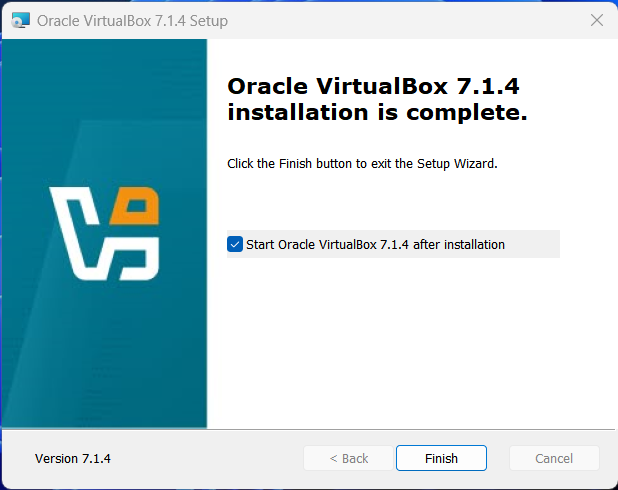 Oracle VirtualBox 7.1.4 Setup
Oracle VirtualBox 7.1.4
installation is complete.
Click the Finish button to exit the Setup Wizard.
Start Oracle VirtualBox 7.1.4 after installation
Version 7.1.4
< Back
Finish
Cancel